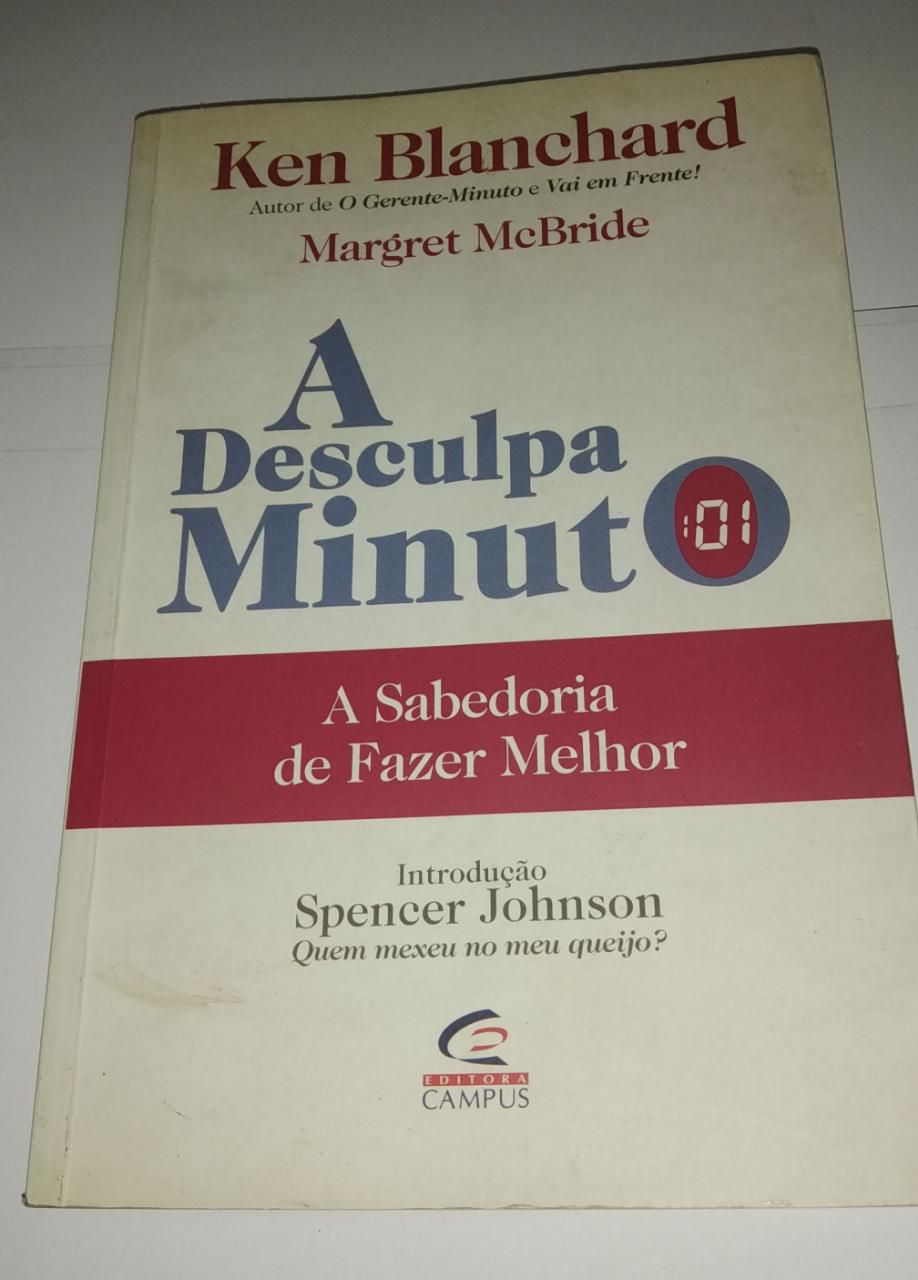 Ken Blanchard
Autor de O Gerente-Minuto e Vai em Frente!
Margret McBride
A
Desculpa
Minuto
:01
A Sabedoria
de Fazer Melhor
Introdução
Spencer Johnson
Quem mexeu no meu queijo?
EDITORA
CAMPUS